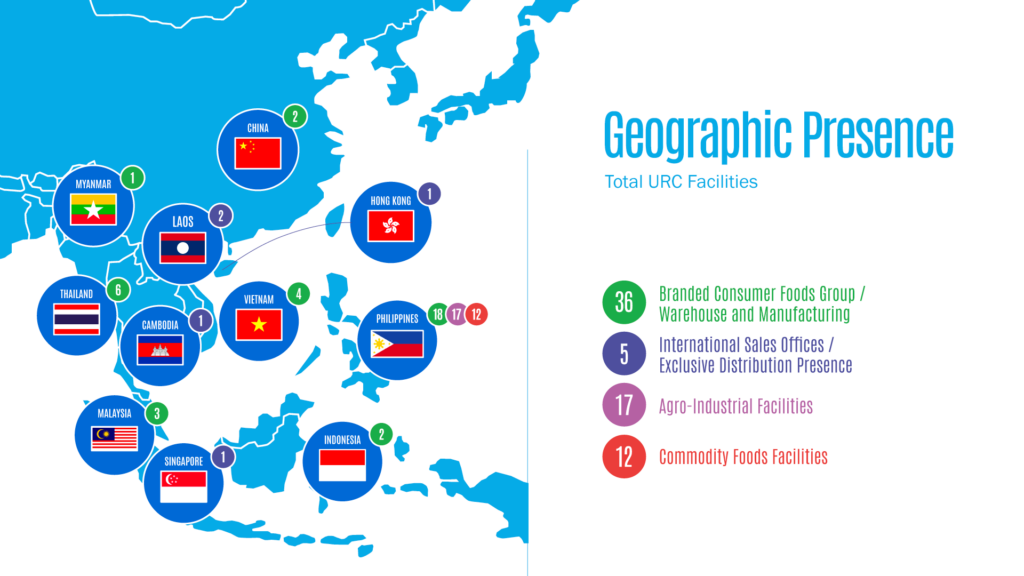 Geographic Presence
Total URC Facilities
CHINA
2
MYANMAR
1
LAOS
2
HONG KONG
1
THAILAND
6
CAMBODIA
1
VIETNAM
4
PHILIPPINES
18
17
12
MALAYSIA
3
SINGAPORE
1
INDONESIA
2
36
Branded Consumer Foods Group /
Warehouse and Manufacturing
5
International Sales Offices /
Exclusive Distribution Presence
17
Agro-Industrial Facilities
12
Commodity Foods Facilities